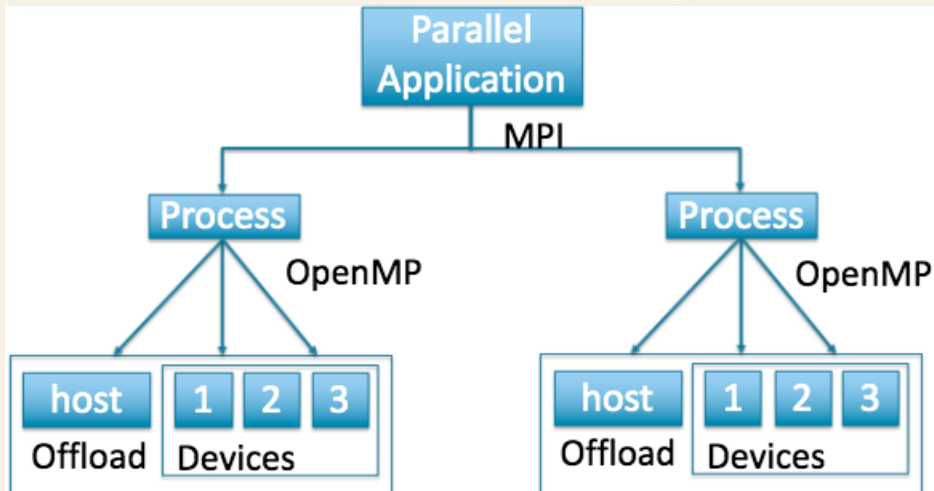 Parallel
Application
MPI
Process
Process
OpenMP
OpenMP
host
1
2
3
host
1
2
3
Offload
Devices
Offload
Devices